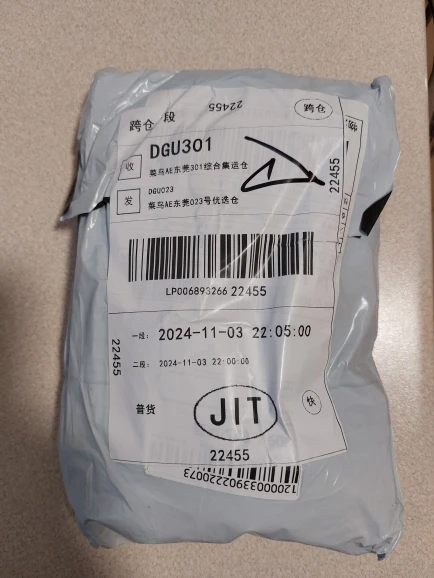 22455
跨仓 段
跨仓
收
DGU301
菜鸟AE东莞301综合集运仓
发
DGU023
菜鸟AE东莞023号优选仓
22455
LP006893266 22455
一段: 2024-11-03 22:05:00
22455
二段: 2024-11-03 22:00:00
普货
JIT
快
22455
12000033902220073